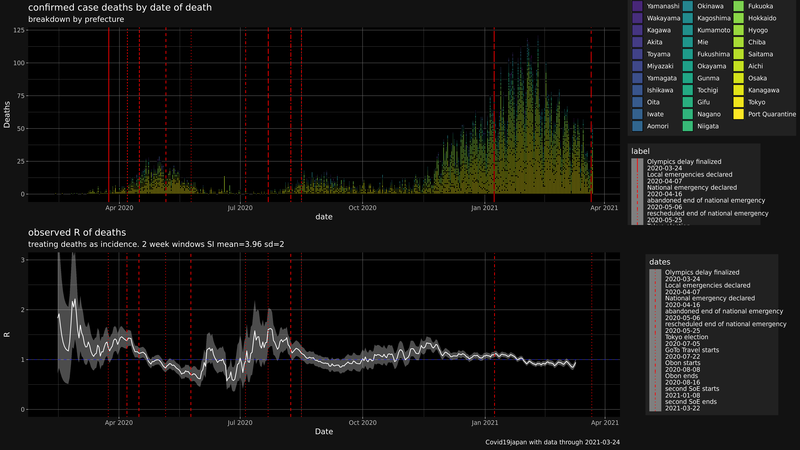 confirmed case deaths by date of death
breakdown by prefecture
125
100
75
50
25
0
Deaths
Apr 2020
Jul 2020
Oct 2020
Jan 2021
Apr 2021
date
Yamanashi
Wakayama
Kagawa
Akita
Toyama
Miyazaki
Yamagata
Ishikawa
Oita
Iwate
Aomori
Okinawa
Kagoshima
Kumamoto
Mie
Fukushima
Okayama
Gunma
Tochigi
Gifu
Nagano
Niigata
Fukuoka
Hokkaido
Hyogo
Chiba
Saitama
Aichi
Osaka
Kanagawa
Tokyo
Port Quarantine
label
Olympics delay finalized
2020-03-24
Local emergencies declared
2020-04-07
National emergency declared
2020-04-16
abandoned end of national emergency
2020-05-06
rescheduled end of national emergency
2020-05-25
observed R of deaths
treating deaths as incidence. 2 week windows SI mean=3.96 sd=2
3
2
1
0
R
Apr 2020
Jul 2020
Oct 2020
Jan 2021
Apr 2021
Date
dates
Olympics delay finalized
2020-03-24
Local emergencies declared
2020-04-07
National emergency declared
2020-04-16
abandoned end of national emergency
2020-05-06
rescheduled end of national emergency
2020-05-25
Tokyo election
2020-07-05
GoTo Travel starts
2020-07-22
Obon starts
2020-08-08
Obon ends
2020-08-16
second SoE starts
2021-01-08
second SoE ends
2021-03-22
Covid19japan with data through 2021-03-24